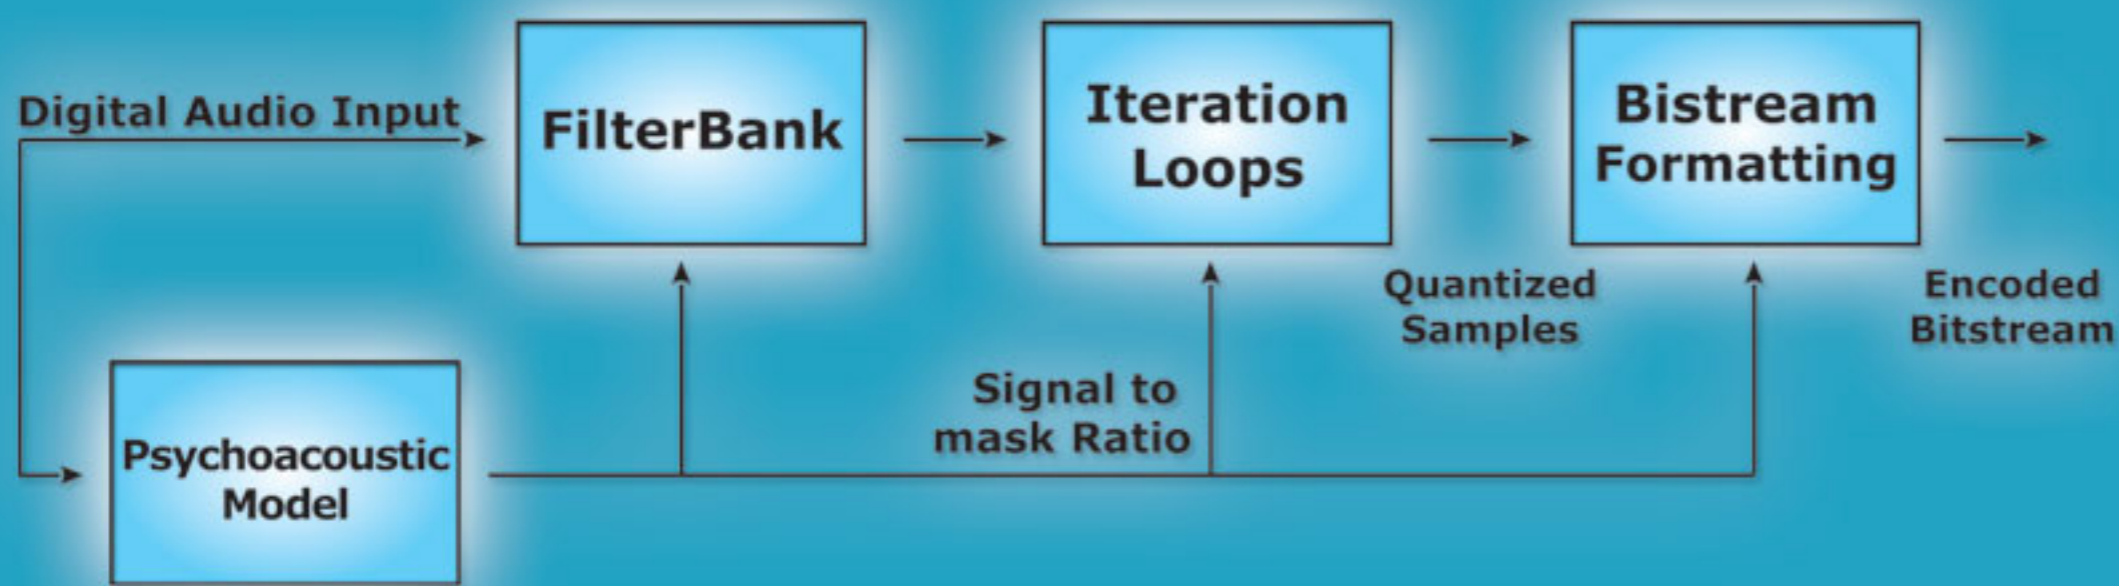 Digital Audio Input
FilterBank
Iteration
Loops
Bistream
Formatting
Quantized
Samples
Encoded
Bitstream
Signal to
mask Ratio
Psychoacoustic
Model